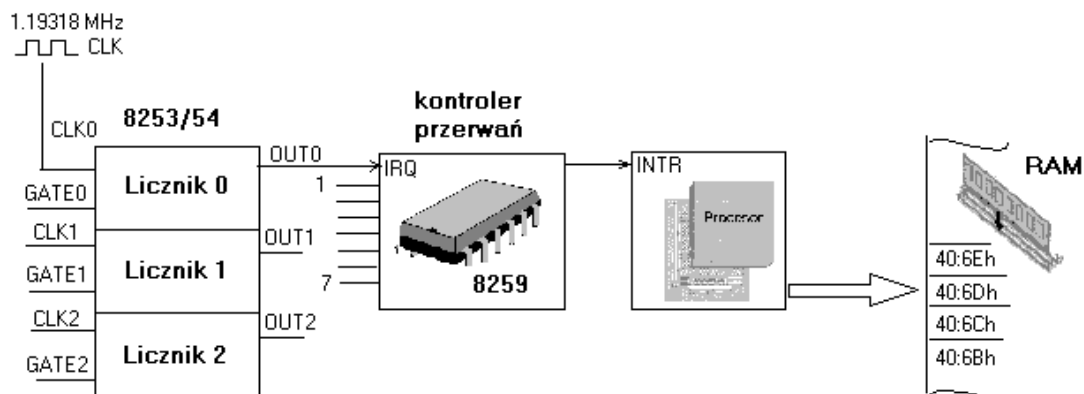 1.19318 MHz
CLK
CLK0
8253/54
Licznik 0
Licznik 1
Licznik 2
GATE0
CLK1
GATE1
CLK2
GATE2
OUT0
OUT1
OUT2
kontroler
przerwań
IRQ
1
7
8259
INTR
Procesor
RAM
40:6Eh
40:6Dh
40:6Ch
40:6Bh